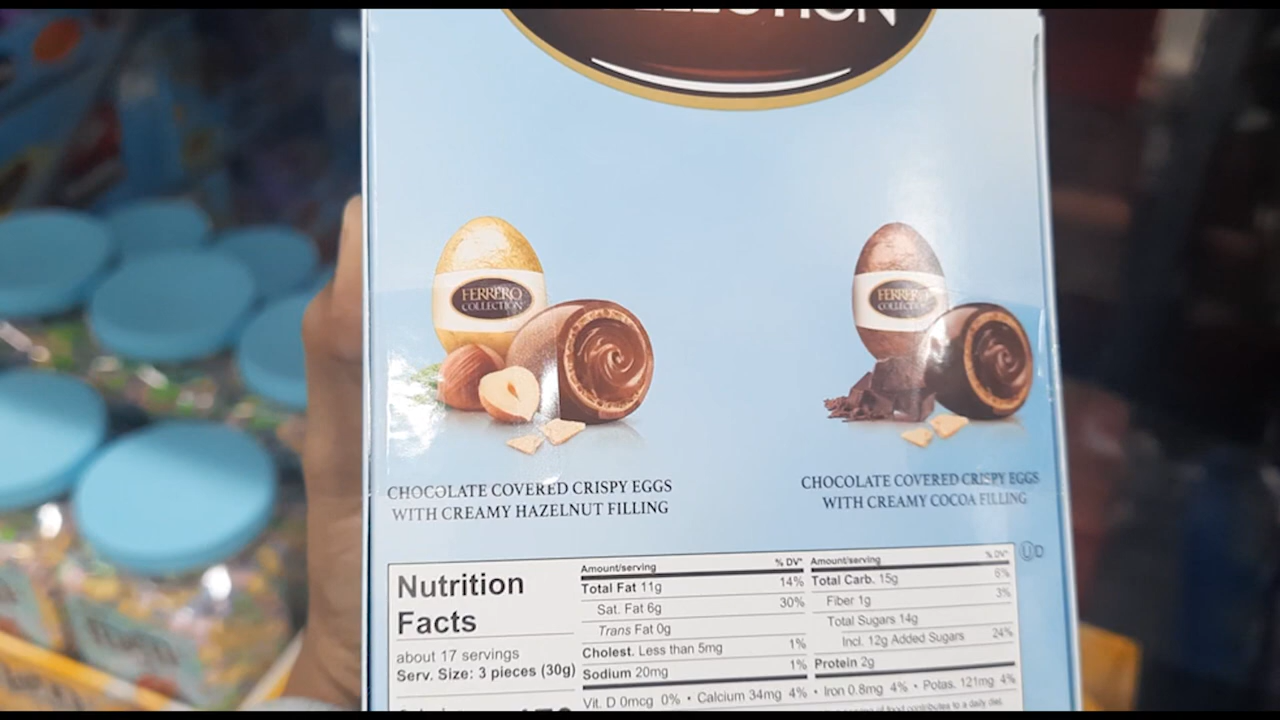 FERRERO
COLLECTION
FERRERO
COLLECTION
CHOCOLATE COVERED CRISPY EGGS
WITH CREAMY HAZELNUT FILLING
CHOCOLATE COVERED CRISPY EGGS
WITH CREAMY COCOA FILLING
Nutrition
Facts
about 17 servings
Serv. Size: 3 pieces (30g)
Amount/serving % DV*
Total Fat 11g 14%
Sat. Fat 6g 30%
Trans Fat 0g
Cholest. Less than 5mg 1%
Sodium 20mg 1%
Amount/serving % DV*
Total Carb. 15g 6%
Fiber 1g 3%
Total Sugars 14g
Incl. 12g Added Sugars 24%
Protein 2g
Vit. D 0mcg 0% • Calcium 34mg 4% • Iron 0.8mg 4% • Potas. 121mg 4%
U D